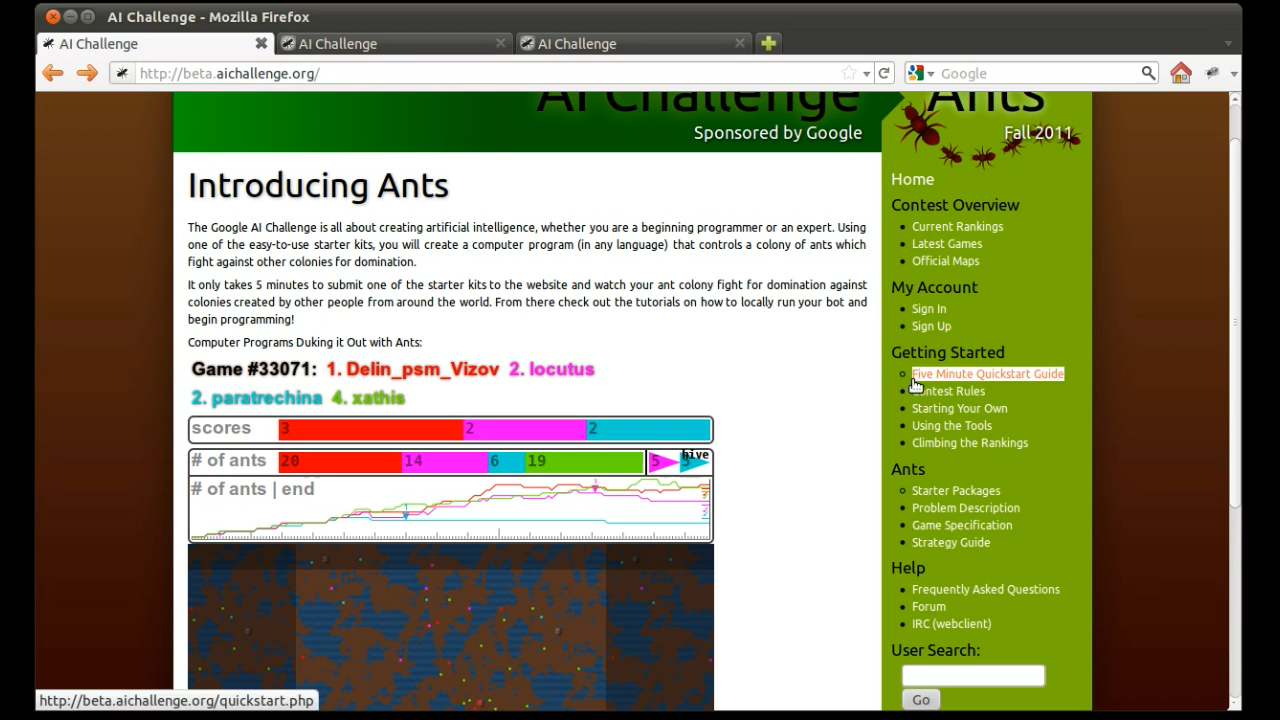 AI Challenge - Mozilla Firefox
AI Challenge
AI Challenge
AI Challenge
http://beta.aichallenge.org/
Google
AI Challenge
Ants
Sponsored by Google
Fall 2011
Introducing Ants
The Google AI Challenge is all about creating artificial intelligence, whether you are a beginning programmer or an expert. Using
one of the easy-to-use starter kits, you will create a computer program (in any language) that controls a colony of ants which
fight against other colonies for domination.
It only takes 5 minutes to submit one of the starter kits to the website and watch your ant colony fight for domination against
colonies created by other people from around the world. From there check out the tutorials on how to locally run your bot and
begin programming!
Computer Programs Duking it Out with Ants:
Game #33071: 1. Delin_psm_Vizov 2. locutus
2. paratrechina 4. xathis
scores 3 2 2
# of ants 20 14 6 19 5 hive
# of ants | end
Home
Contest Overview
Current Rankings
Latest Games
Official Maps
My Account
Sign In
Sign Up
Getting Started
Five Minute Quickstart Guide
Contest Rules
Starting Your Own
Using the Tools
Climbing the Rankings
Ants
Starter Packages
Problem Description
Game Specification
Strategy Guide
Help
Frequently Asked Questions
Forum
IRC (webclient)
User Search:
Go
http://beta.aichallenge.org/quickstart.php